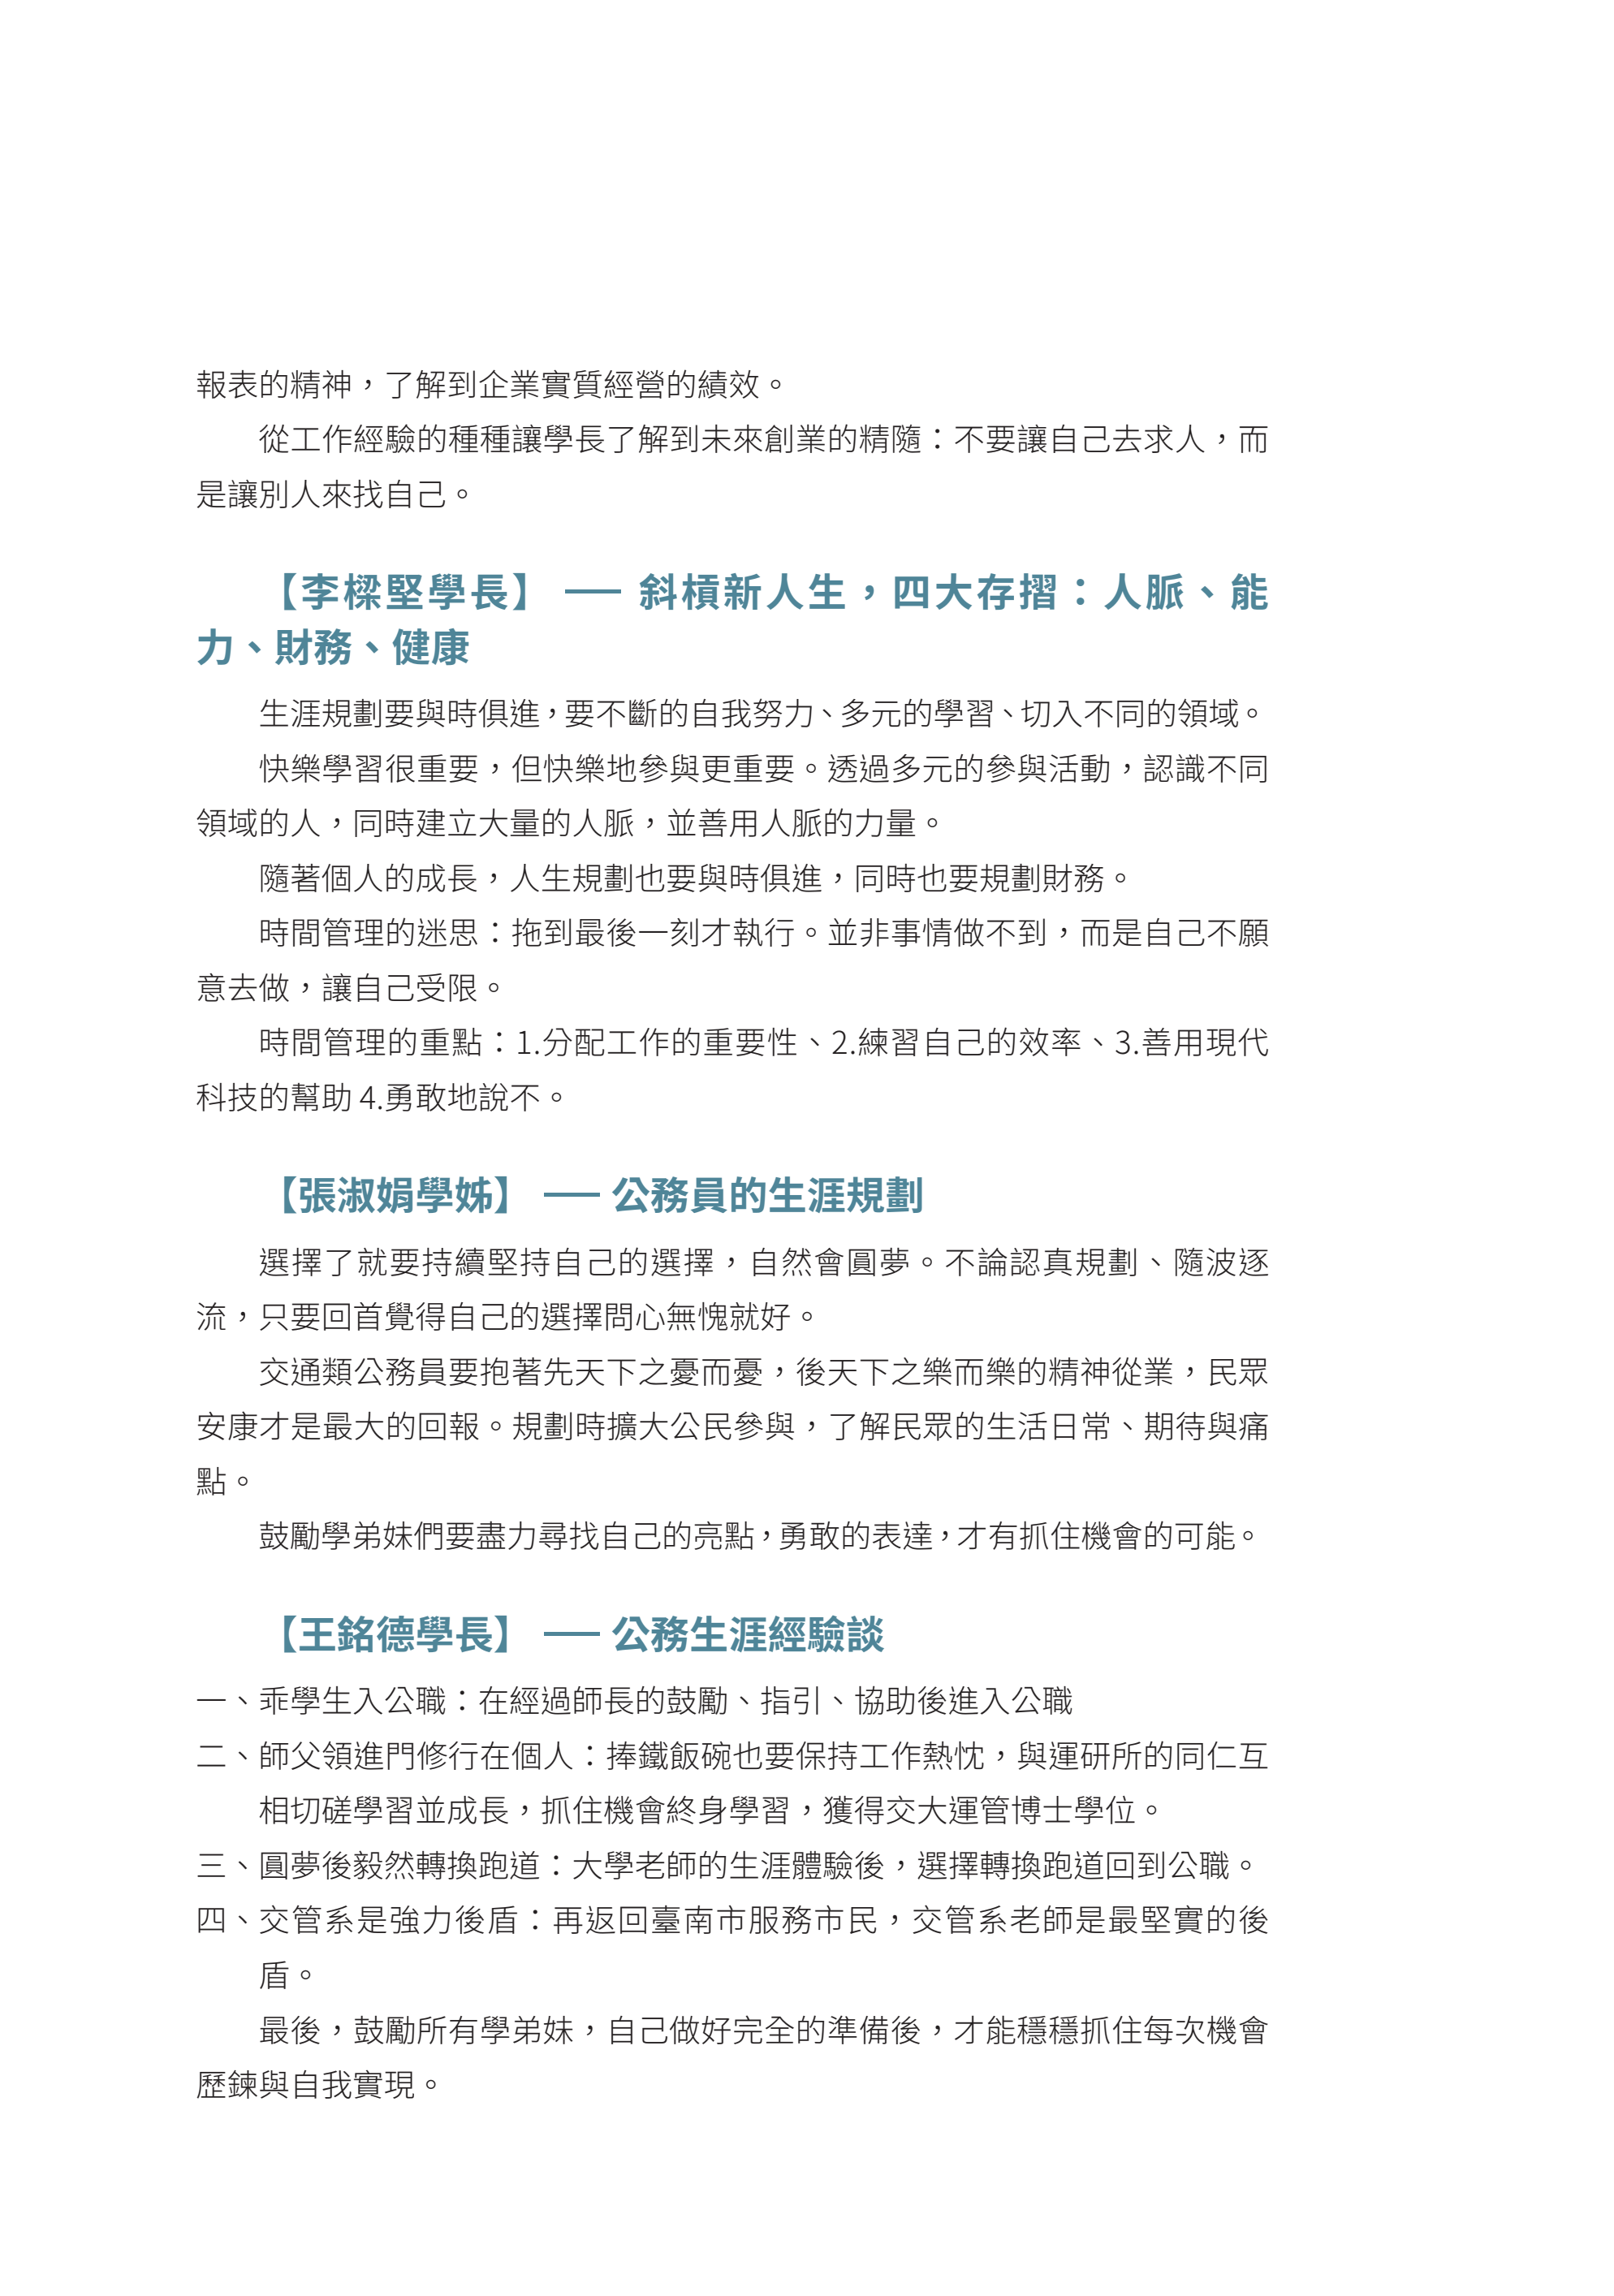 報表的精神，了解到企業實質經營的績效。
從工作經驗的種種讓學長了解到未來創業的精隨：不要讓自己去求人，而
是讓別人來找自己。
【李樑堅學長】 ── 斜槓新人生，四大存摺：人脈、能
力、財務、健康
生涯規劃要與時俱進，要不斷的自我努力、多元的學習、切入不同的領域。
快樂學習很重要，但快樂地參與更重要。透過多元的參與活動，認識不同
領域的人，同時建立大量的人脈，並善用人脈的力量。
隨著個人的成長，人生規劃也要與時俱進，同時也要規劃財務。
時間管理的迷思：拖到最後一刻才執行。並非事情做不到，而是自己不願
意去做，讓自己受限。
時間管理的重點：1.分配工作的重要性、2.練習自己的效率、3.善用現代
科技的幫助 4.勇敢地說不。
【張淑娟學姊】 ── 公務員的生涯規劃
選擇了就要持續堅持自己的選擇，自然會圓夢。不論認真規劃、隨波逐
流，只要回首覺得自己的選擇問心無愧就好。
交通類公務員要抱著先天下之憂而憂，後天下之樂而樂的精神從業，民眾
安康才是最大的回報。規劃時擴大公民參與，了解民眾的生活日常、期待與痛
點。
鼓勵學弟妹們要盡力尋找自己的亮點，勇敢的表達，才有抓住機會的可能。
【王銘德學長】 ── 公務生涯經驗談
一、乖學生入公職：在經過師長的鼓勵、指引、協助後進入公職
二、師父領進門修行在個人：捧鐵飯碗也要保持工作熱忱，與運研所的同仁互
相切磋學習並成長，抓住機會終身學習，獲得交大運管博士學位。
三、圓夢後毅然轉換跑道：大學老師的生涯體驗後，選擇轉換跑道回到公職。
四、交管系是強力後盾：再返回臺南市服務市民，交管系老師是最堅實的後
盾。
最後，鼓勵所有學弟妹，自己做好完全的準備後，才能穩穩抓住每次機會
歷鍊與自我實現。